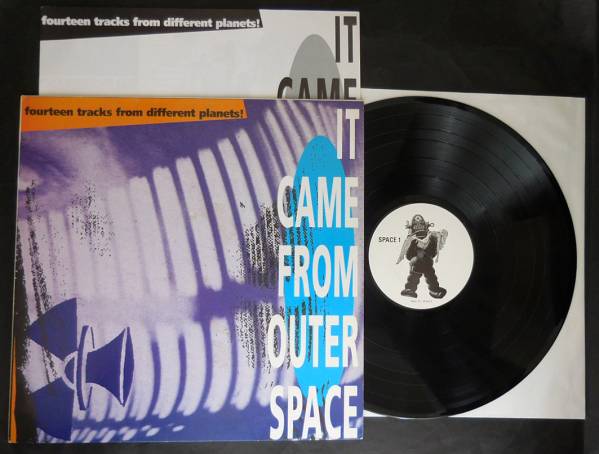 fourteen tracks from different planets!
IT
CAME
fourteen tracks from different planets!
IT
CAME
FROM
OUTER
SPACE
SPACE 1